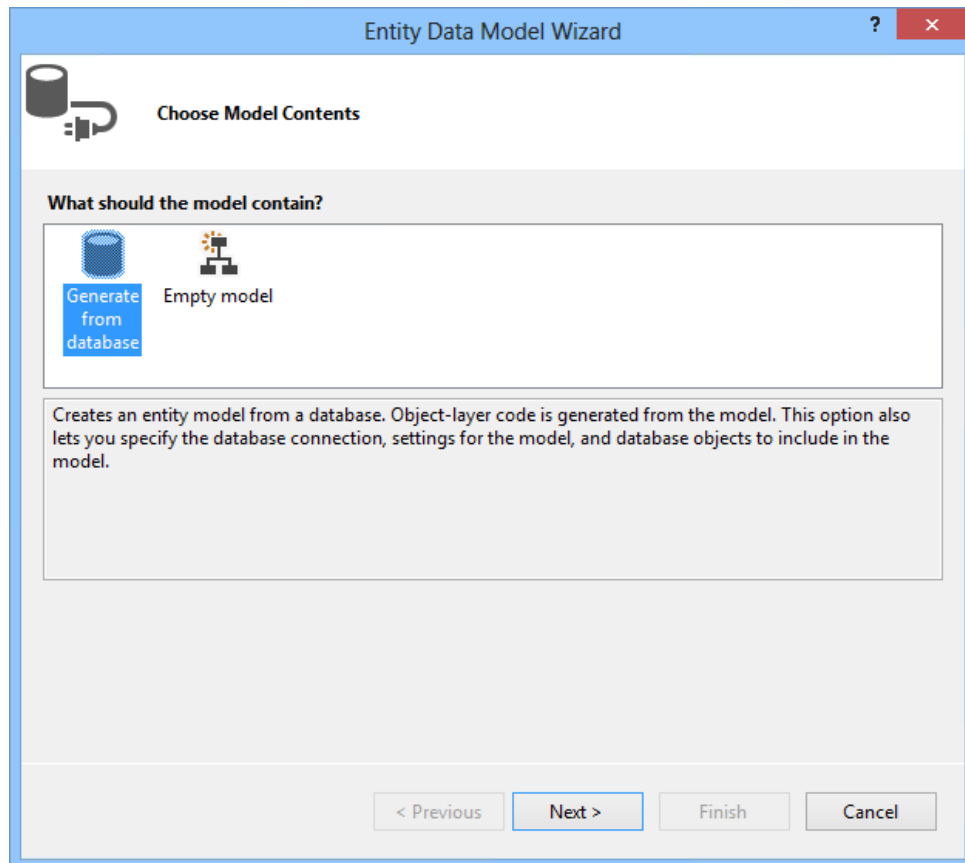 Entity Data Model Wizard
?
Choose Model Contents
What should the model contain?
Generate
from
database
Empty model
Creates an entity model from a database. Object-layer code is generated from the model. This option also
lets you specify the database connection, settings for the model, and database objects to include in the
model.
< Previous
Next >
Finish
Cancel